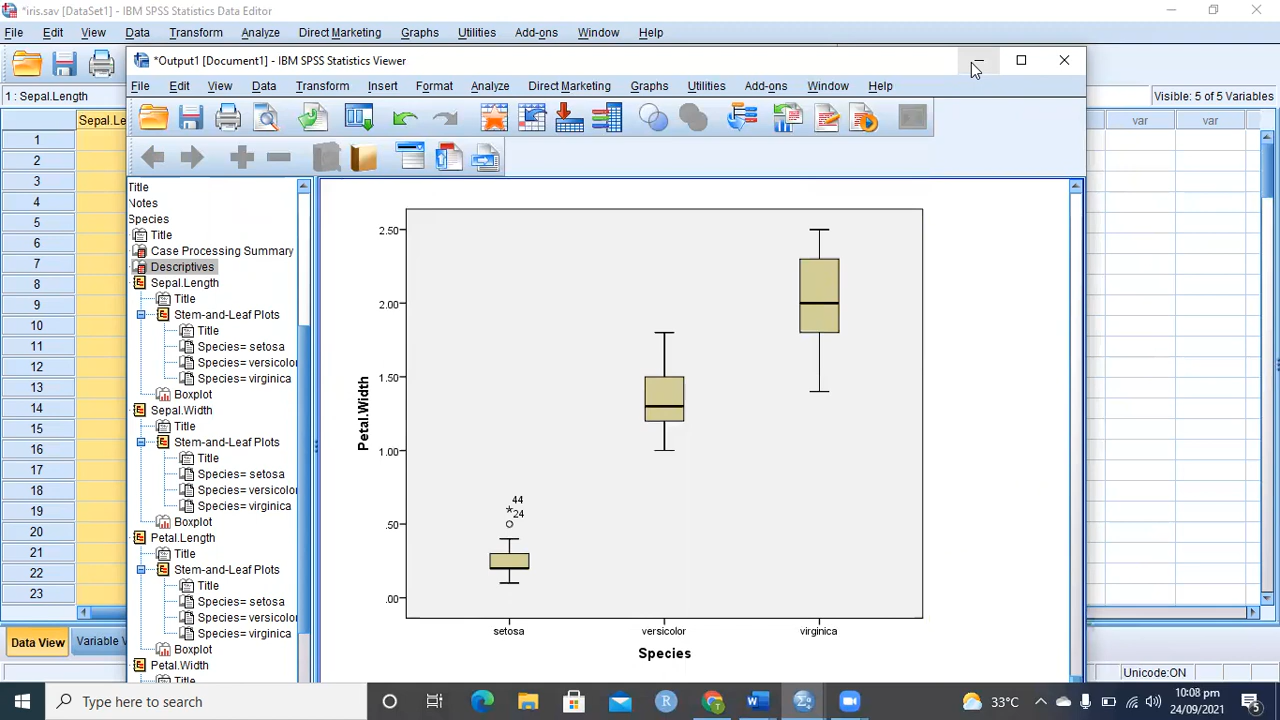 *iris.sav [DataSet1] - IBM SPSS Statistics Data Editor
File Edit View Data Transform Analyze Direct Marketing Graphs Utilities Add-ons Window Help
*Output1 [Document1] - IBM SPSS Statistics Viewer
File Edit View Data Transform Insert Format Analyze Direct Marketing Graphs Utilities Add-ons Window Help
1 : Sepal.Length
Visible: 5 of 5 Variables
Sepal.Le
var var
1
2
3
4
5
6
7
8
9
10
11
12
13
14
15
16
17
18
19
20
21
22
23
Title
Notes
Species
Title
Case Processing Summary
Descriptives
Sepal.Length
Title
Stem-and-Leaf Plots
Title
Species= setosa
Species= versicolor
Species= virginica
Boxplot
Sepal.Width
Title
Stem-and-Leaf Plots
Title
Species= setosa
Species= versicolor
Species= virginica
Boxplot
Petal.Length
Title
Stem-and-Leaf Plots
Title
Species= setosa
Species= versicolor
Species= virginica
Boxplot
Petal.Width
Title
2.50
2.00
1.50
1.00
.50
.00
Petal.Width
44
24
setosa versicolor virginica
Species
Data View Variable V
Unicode:ON
Type here to search
R
33°C
10:08 pm
24/09/2021
5